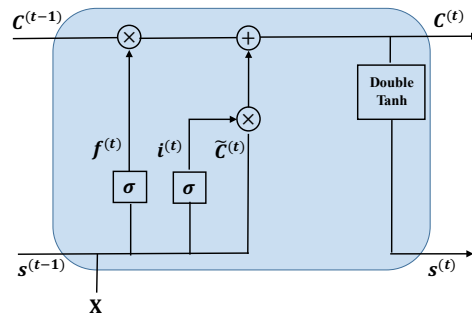 C^(t−1)
C^(t)
×
+
Double
Tanh
×
f^(t)
i^(t)
C̃^(t)
σ
σ
s^(t−1)
s^(t)
X